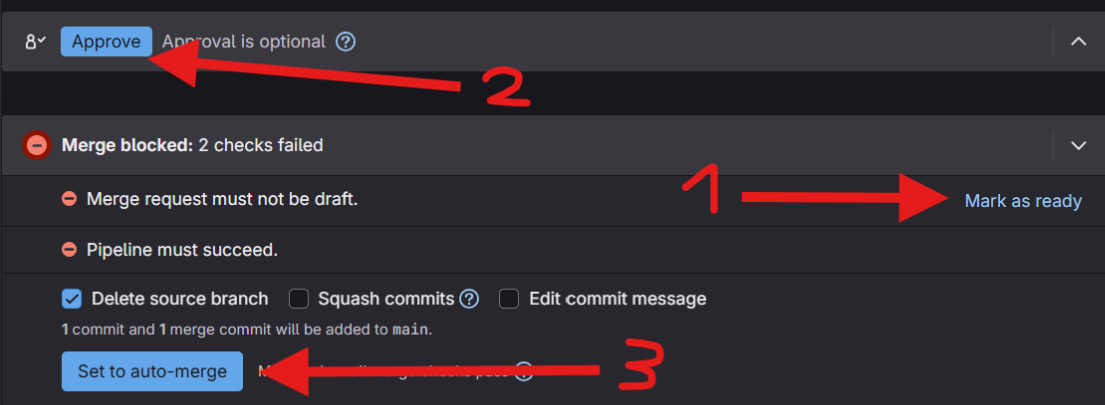 Approve Approval is optional ?
2
Merge blocked: 2 checks failed
1
Merge request must not be draft. Mark as ready
Pipeline must succeed.
Delete source branch Squash commits ? Edit commit message
1 commit and 1 merge commit will be added to main.
Set to auto-merge
3